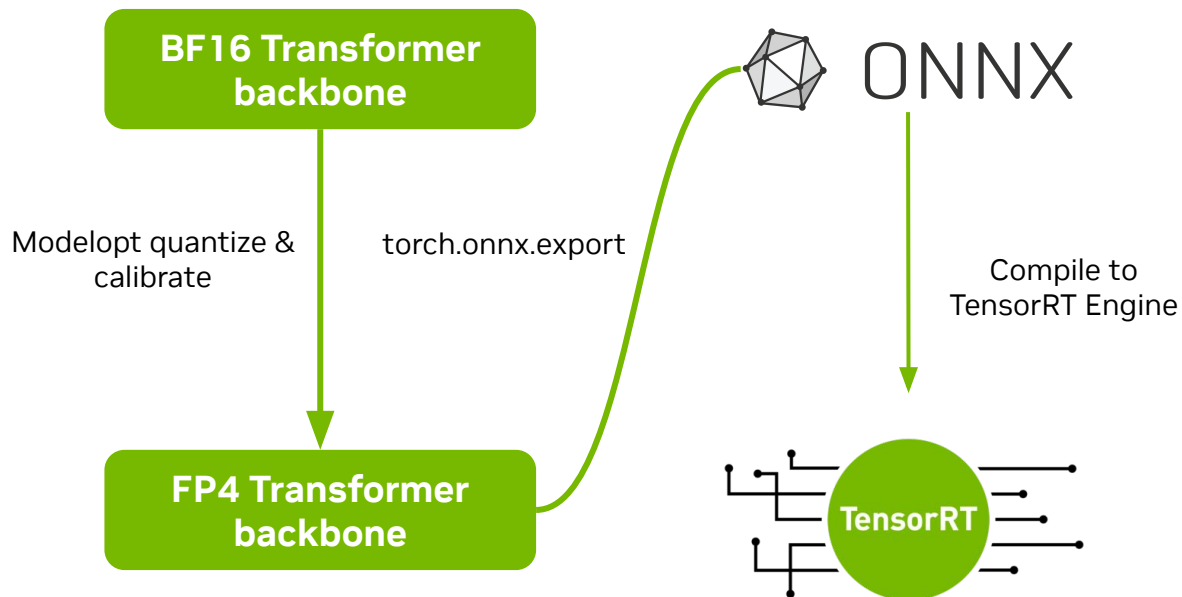 BF16 Transformer
backbone
ONNX
Modelopt quantize &
calibrate
torch.onnx.export
Compile to
TensorRT Engine
FP4 Transformer
backbone
TensorRT